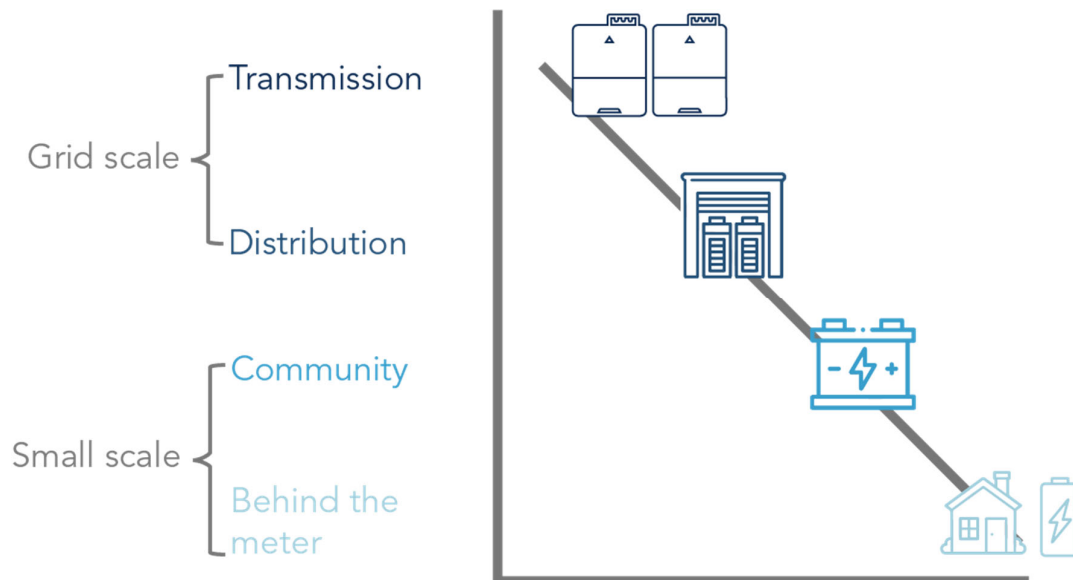 Transmission
Grid scale
Distribution
Community
Small scale
Behind the
meter